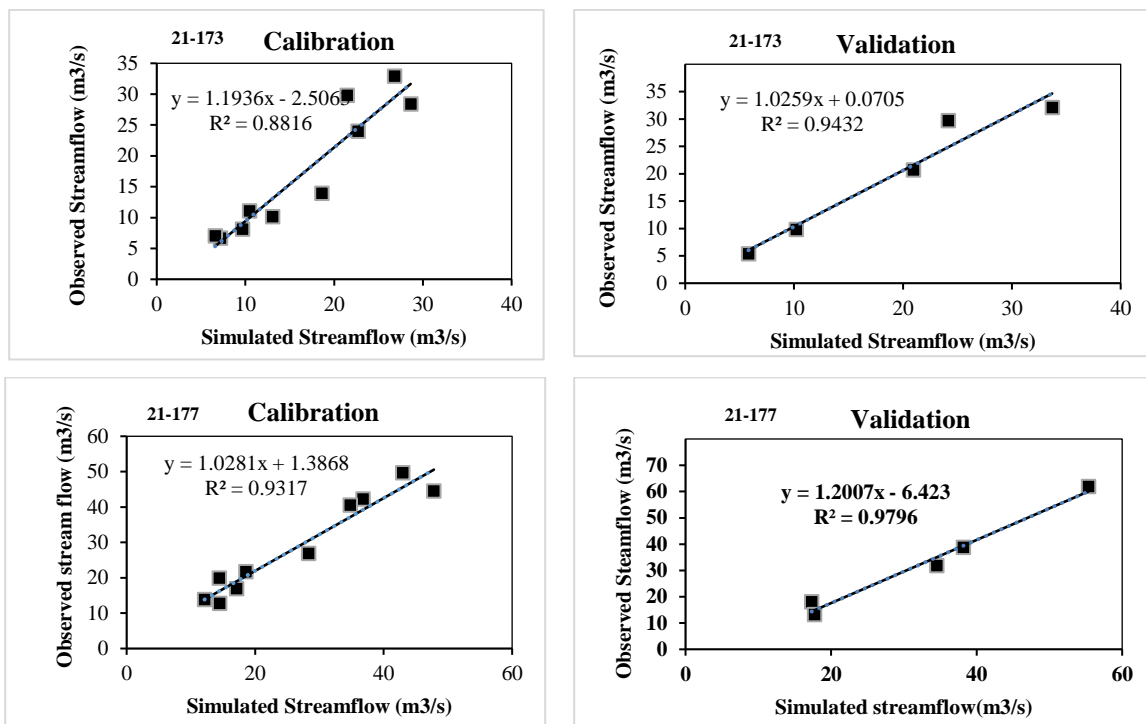 21-173 Calibration
Observed Streamflow (m3/s)
35
30
25
20
15
10
5
0
y = 1.1936x - 2.5065
R² = 0.8816
0 10 20 30 40
Simulated Streamflow (m3/s)
21-173 Validation
Observed Streamflow (m3/s)
35
30
25
20
15
10
5
0
y = 1.0259x + 0.0705
R² = 0.9432
0 10 20 30 40
Simulated Streamflow (m3/s)
21-177 Calibration
Observed stream flow (m3/s)
60
50
40
30
20
10
0
y = 1.0281x + 1.3868
R² = 0.9317
0 20 40 60
Simulated Streamflow (m3/s)
21-177 Validation
Observed Steamflow (m3/s)
70
60
50
40
30
20
10
0
y = 1.2007x - 6.423
R² = 0.9796
20 40 60
Simulated streamflow(m3/s)